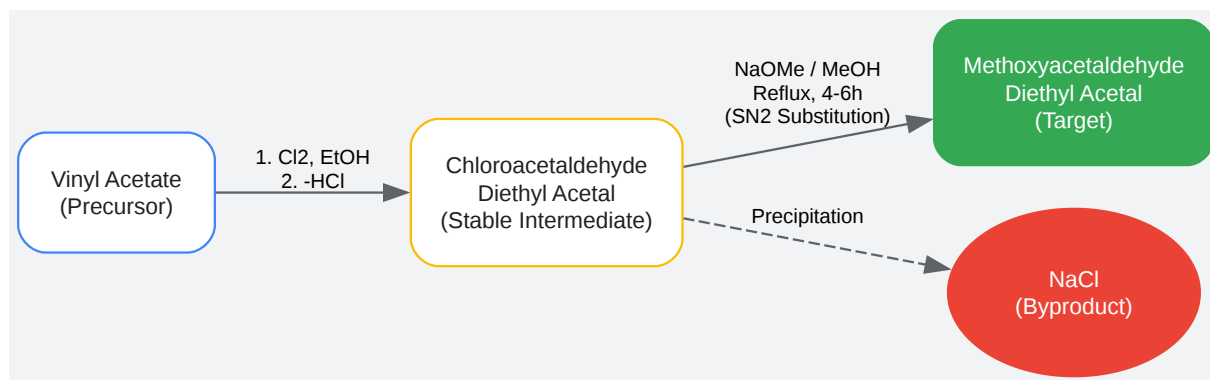 Vinyl Acetate
(Precursor)
1. Cl2, EtOH
2. -HCl
Chloroacetaldehyde
Diethyl Acetal
(Stable Intermediate)
NaOMe / MeOH
Reflux, 4-6h
(SN2 Substitution)
Methoxyacetaldehyde
Diethyl Acetal
(Target)
Precipitation
NaCl
(Byproduct)